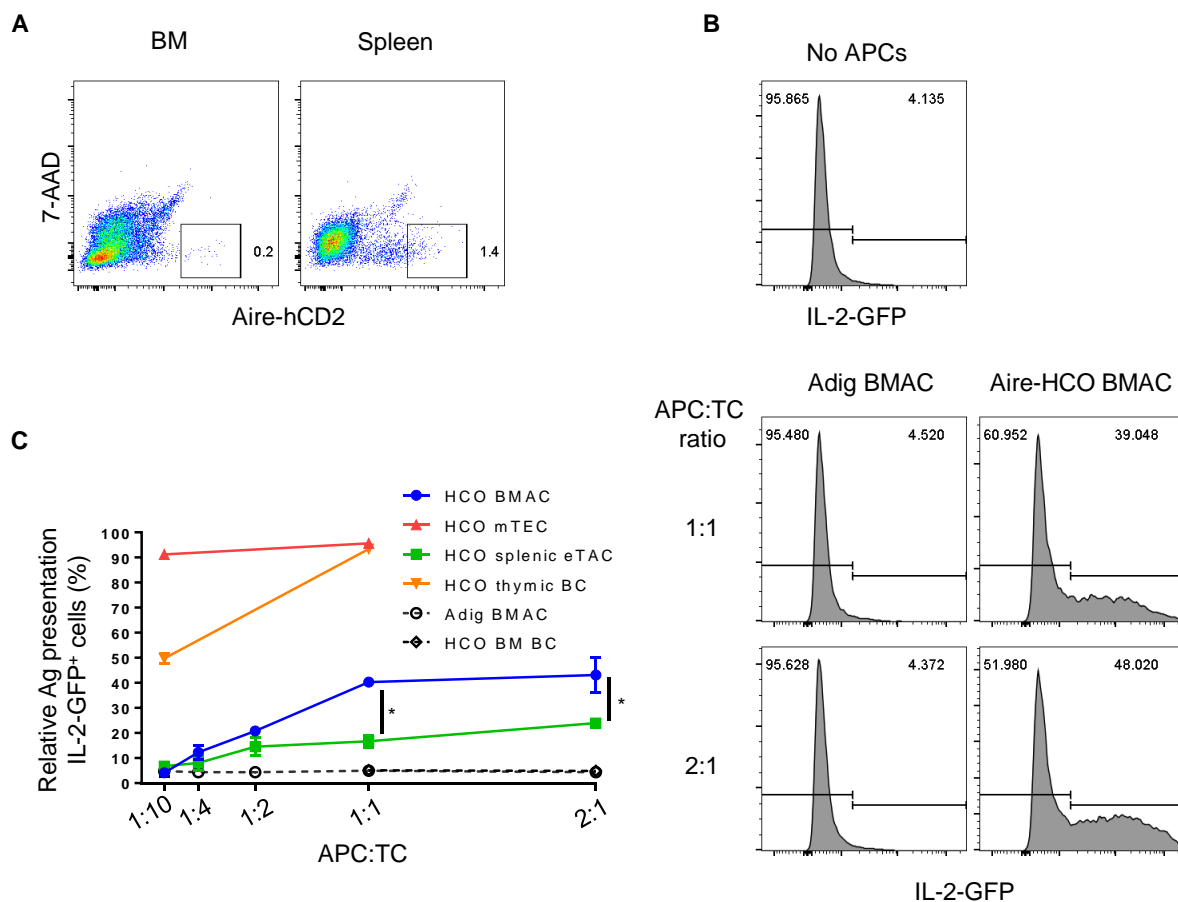 A
BM
Spleen
7-AAD
0.2
1.4
Aire-hCD2
B
No APCs
95.865
4.135
IL-2-GFP
Adig BMAC
Aire-HCO BMAC
APC:TC
ratio
95.480
4.520
60.952
39.048
1:1
95.628
4.372
51.980
48.020
2:1
IL-2-GFP
C
HCO BMAC
HCO mTEC
HCO splenic eTAC
HCO thymic BC
Adig BMAC
HCO BM BC
Relative Ag presentation
IL-2-GFP⁺ cells (%)
100
90
80
70
60
50
40
30
20
10
0
*
*
1:10
1:4
1:2
1:1
2:1
APC:TC